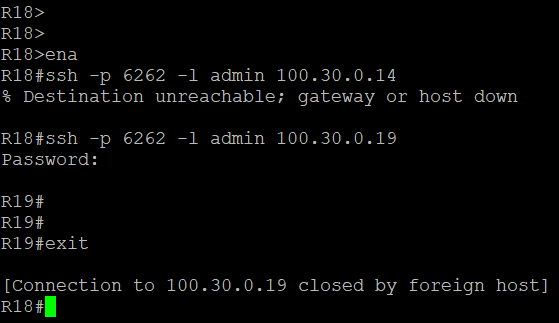 R18>
R18>
R18>ena
R18#ssh -p 6262 -l admin 100.30.0.14
% Destination unreachable; gateway or host down
R18#ssh -p 6262 -l admin 100.30.0.19
Password:
R19#
R19#
R19#exit
[Connection to 100.30.0.19 closed by foreign host]
R18#